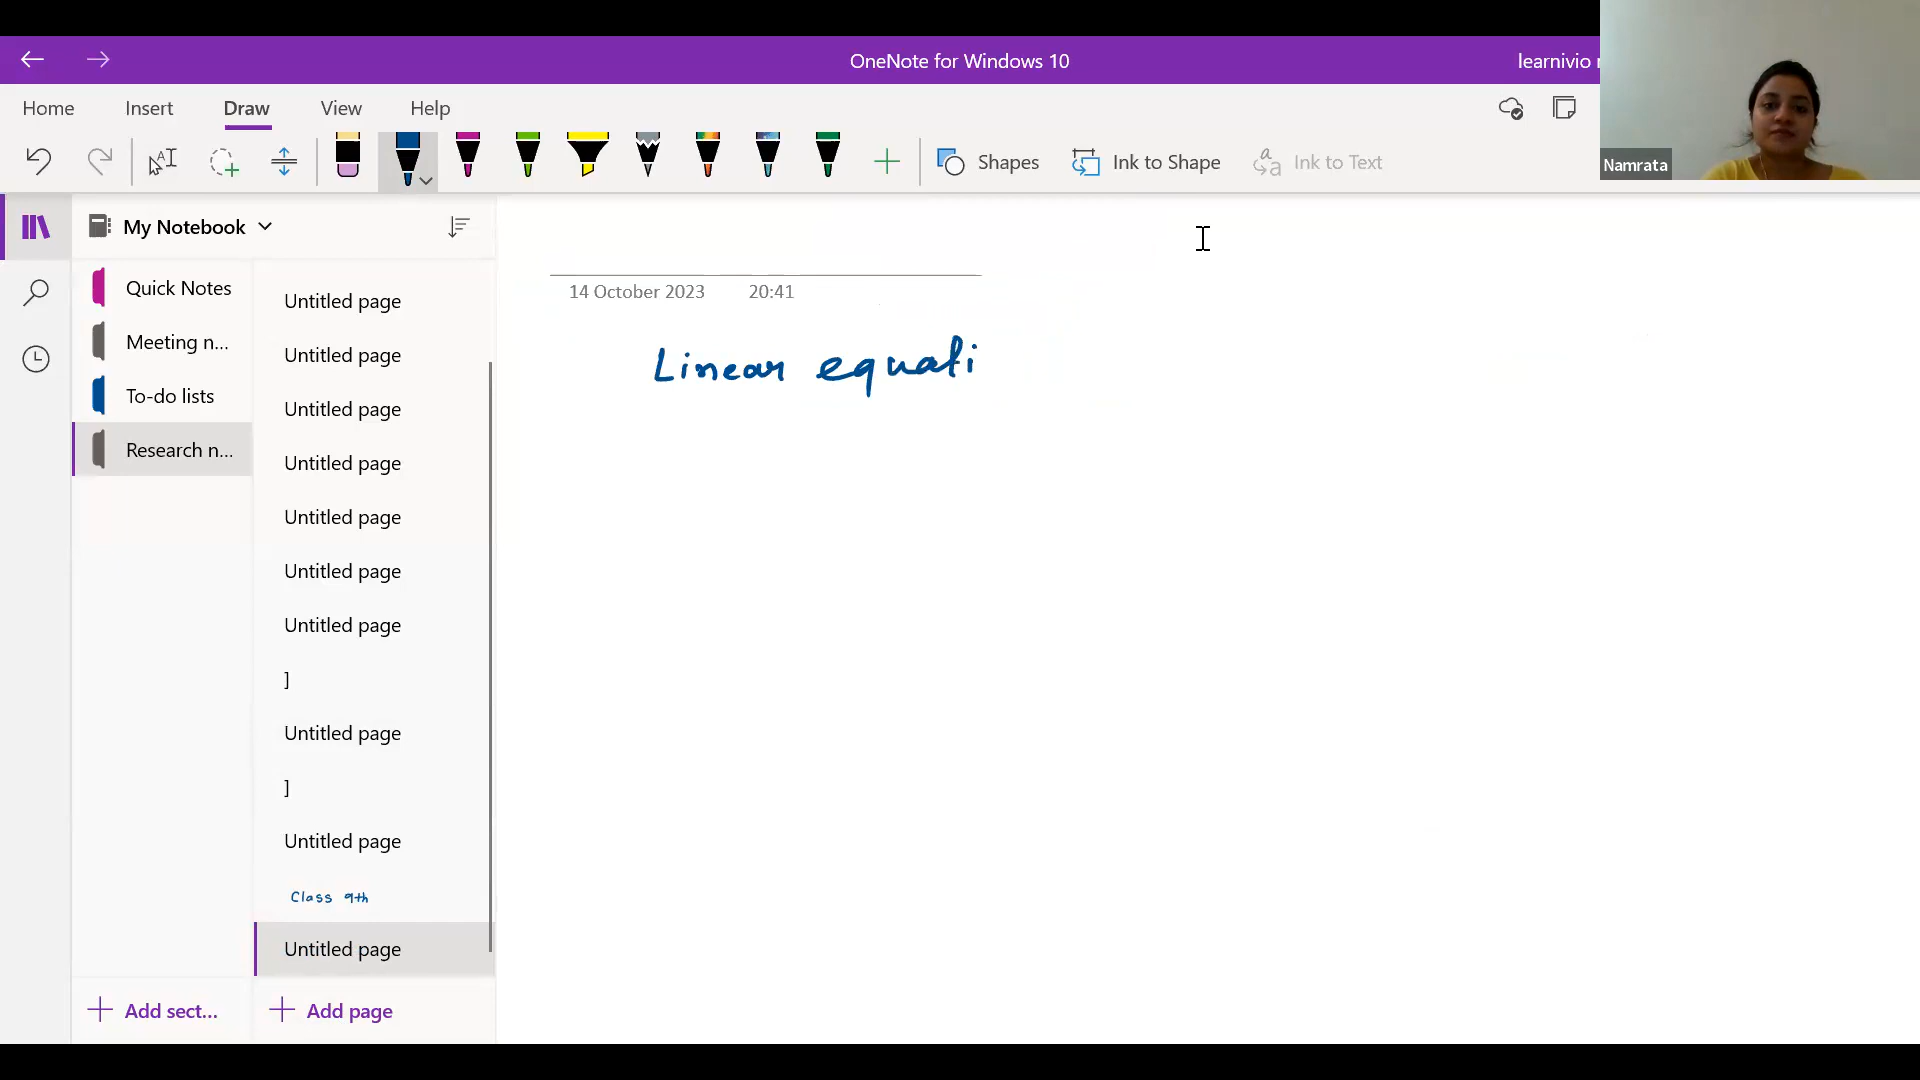 OneNote for Windows 10
learnivio
Home Insert Draw View Help
Shapes Ink to Shape Ink to Text
Namrata
My Notebook
Quick Notes
Meeting n...
To-do lists
Research n...
Untitled page
Untitled page
Untitled page
Untitled page
Untitled page
Untitled page
Untitled page
]
Untitled page
]
Untitled page
Class 9th
Untitled page
Add sect...
Add page
14 October 2023 20:41
Linear equati